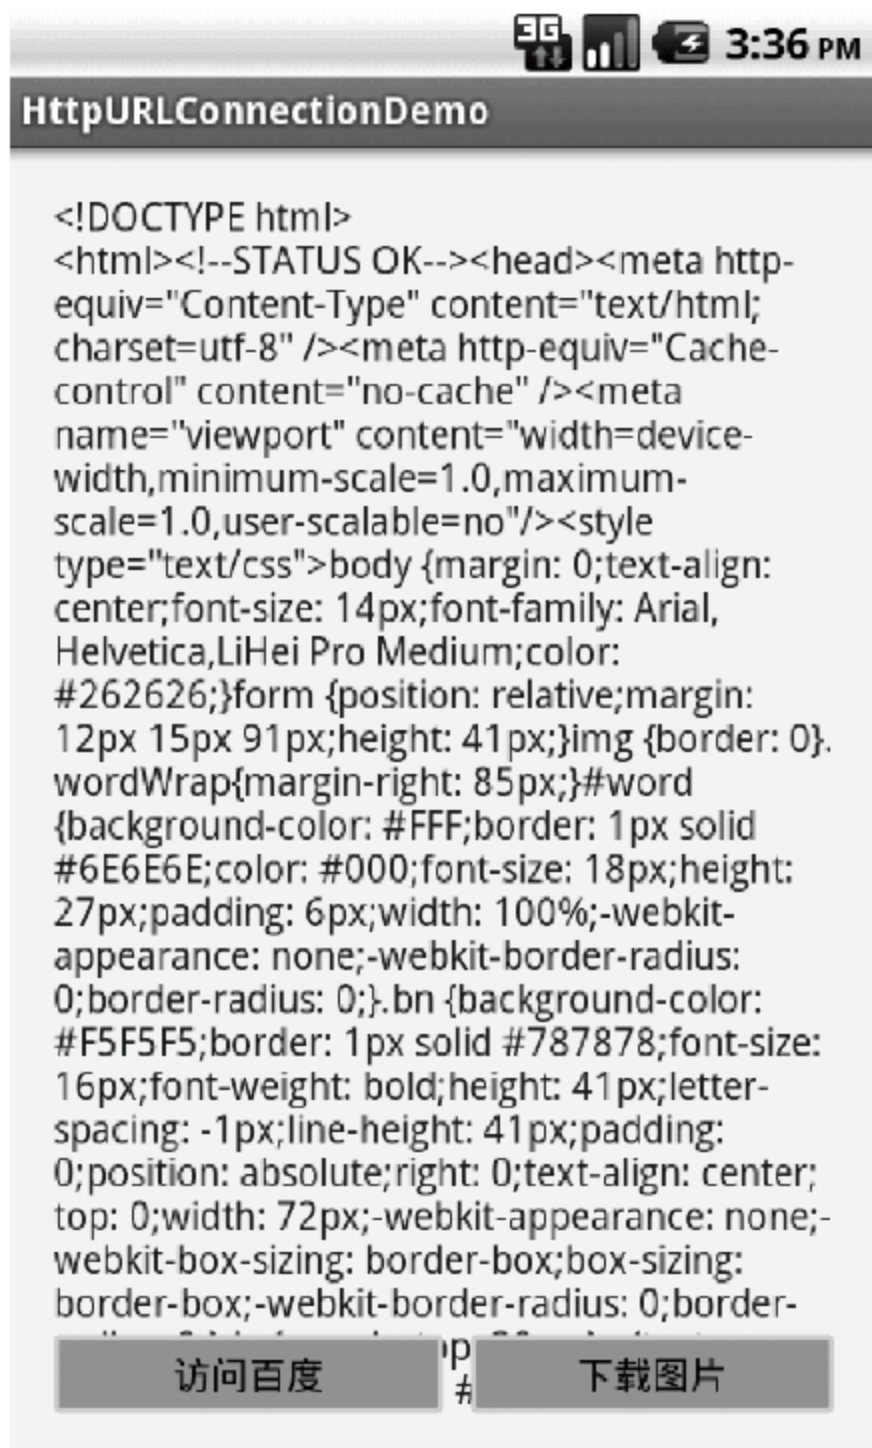 3G 3:36 PM
HttpURLConnectionDemo
<!DOCTYPE html>
<html><!--STATUS OK--><head><meta http-
equiv="Content-Type" content="text/html;
charset=utf-8" /><meta http-equiv="Cache-
control" content="no-cache" /><meta
name="viewport" content="width=device-
width,minimum-scale=1.0,maximum-
scale=1.0,user-scalable=no"/><style
type="text/css">body {margin: 0;text-align:
center;font-size: 14px;font-family: Arial,
Helvetica,LiHei Pro Medium;color:
#262626;}form {position: relative;margin:
12px 15px 91px;height: 41px;}img {border: 0}.
wordWrap{margin-right: 85px;}#word
{background-color: #FFF;border: 1px solid
#6E6E6E;color: #000;font-size: 18px;height:
27px;padding: 6px;width: 100%;-webkit-
appearance: none;-webkit-border-radius:
0;border-radius: 0;}.bn {background-color:
#F5F5F5;border: 1px solid #787878;font-size:
16px;font-weight: bold;height: 41px;letter-
spacing: -1px;line-height: 41px;padding:
0;position: absolute;right: 0;text-align: center;
top: 0;width: 72px;-webkit-appearance: none;-
webkit-box-sizing: border-box;box-sizing:
border-box;-webkit-border-radius: 0;border-
访问百度 # 下载图片